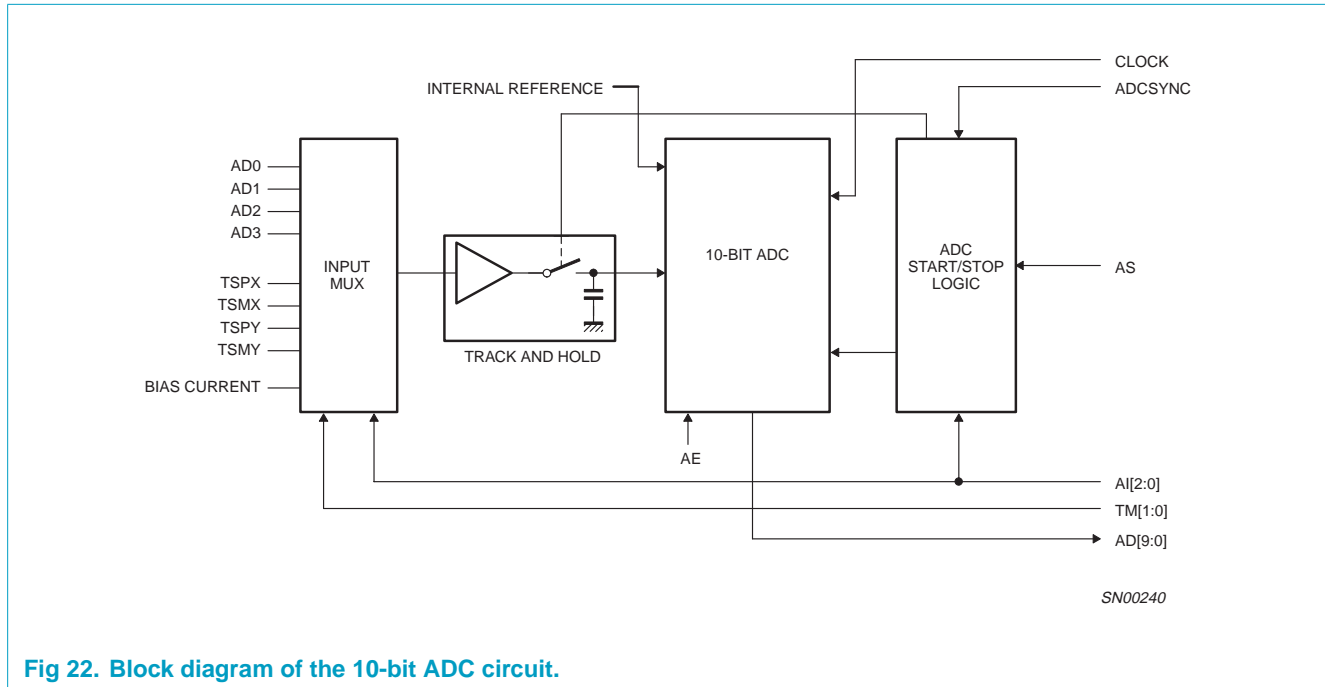 CLOCK
INTERNAL REFERENCE
ADCSYNC
AD0
AD1
AD2
AD3
TSPX
TSMX
TSPY
TSMY
BIAS CURRENT
INPUT
MUX
TRACK AND HOLD
10-BIT ADC
ADC
START/STOP
LOGIC
AS
AE
AI[2:0]
TM[1:0]
AD[9:0]
SN00240
Fig 22. Block diagram of the 10-bit ADC circuit.